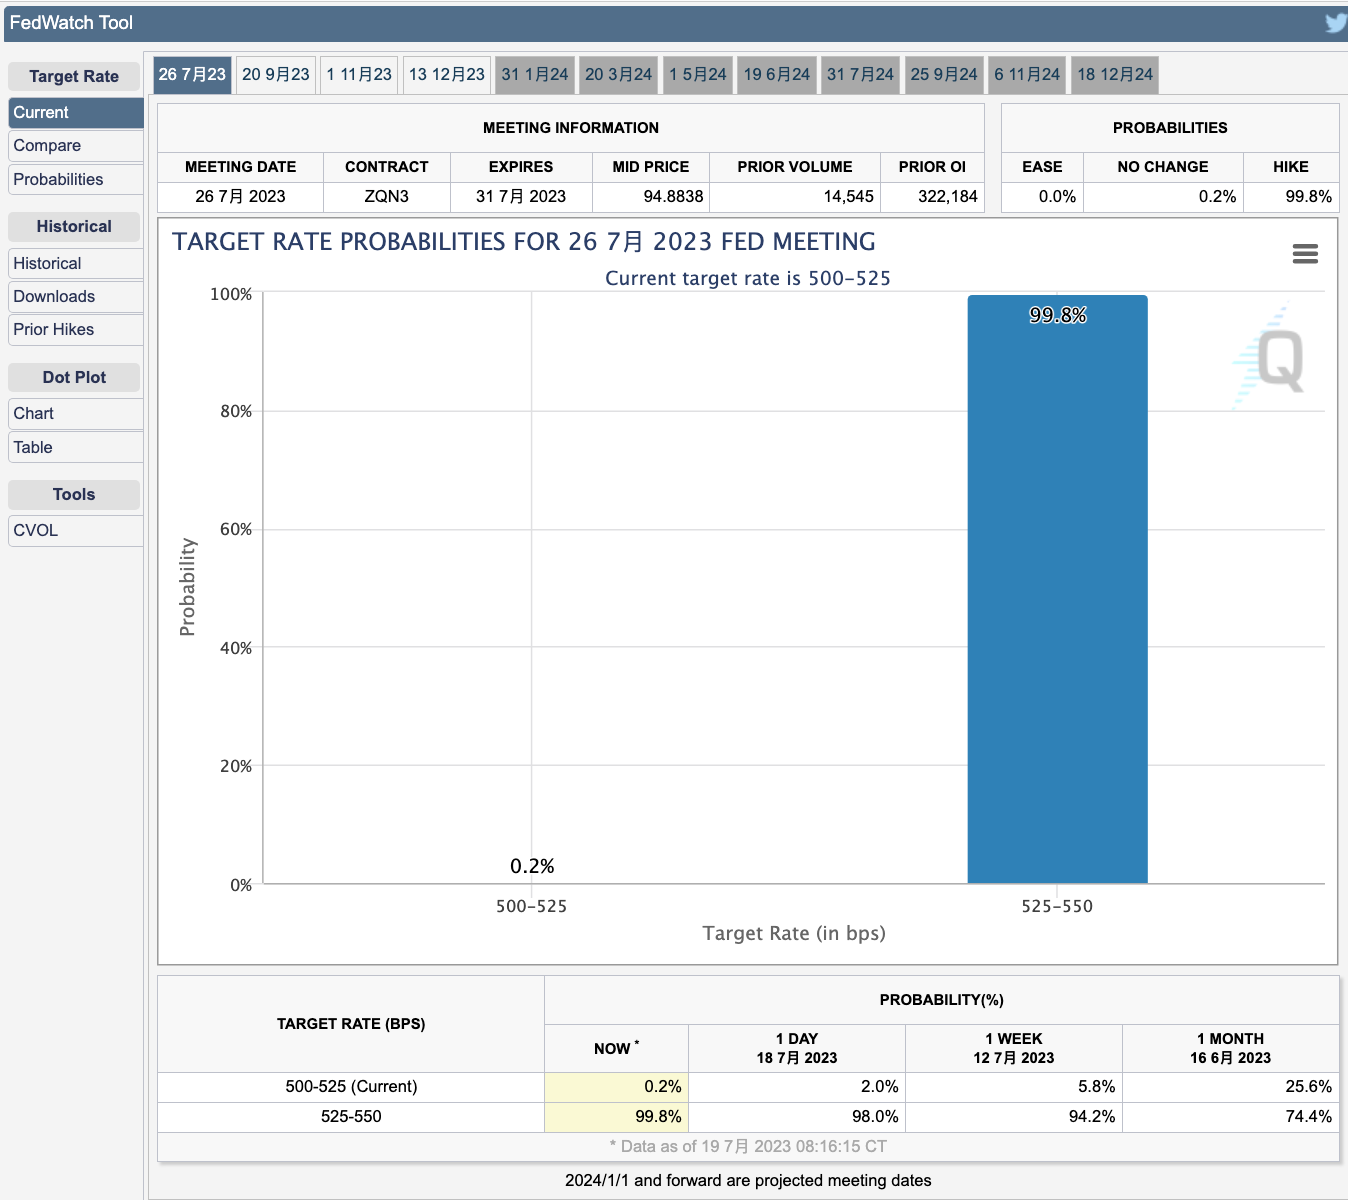 FedWatch Tool
Target Rate
Current
Compare
Probabilities
Historical
Historical
Downloads
Prior Hikes
Dot Plot
Chart
Table
Tools
CVOL
26 7月23 20 9月23 1 11月23 13 12月23 31 1月24 20 3月24 1 5月24 19 6月24 31 7月24 25 9月24 6 11月24 18 12月24
MEETING INFORMATION
MEETING DATE CONTRACT EXPIRES MID PRICE PRIOR VOLUME PRIOR OI
26 7月 2023 ZQN3 31 7月 2023 94.8838 14,545 322,184
PROBABILITIES
EASE NO CHANGE HIKE
0.0% 0.2% 99.8%
TARGET RATE PROBABILITIES FOR 26 7月 2023 FED MEETING
Current target rate is 500–525
100%
80%
60%
40%
20%
0%
Probability
99.8%
0.2%
Q
500–525 525–550
Target Rate (in bps)
TARGET RATE (BPS) PROBABILITY(%)
NOW * 1 DAY 1 WEEK 1 MONTH
18 7月 2023 12 7月 2023 16 6月 2023
500-525 (Current) 0.2% 2.0% 5.8% 25.6%
525-550 99.8% 98.0% 94.2% 74.4%
* Data as of 19 7月 2023 08:16:15 CT
2024/1/1 and forward are projected meeting dates